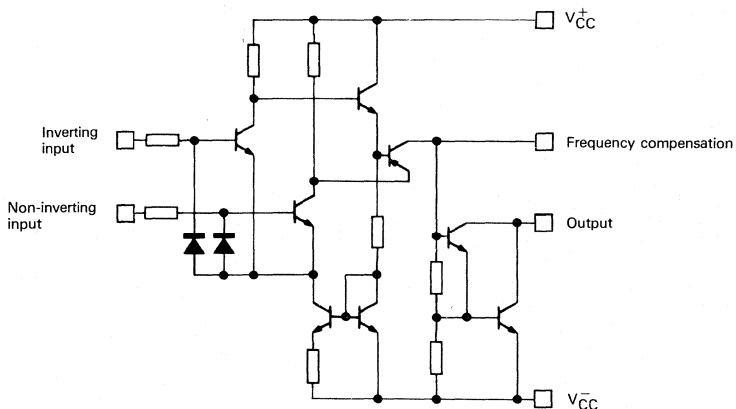 V⁺CC
Inverting
input
Frequency compensation
Non-inverting
input
Output
V⁻CC